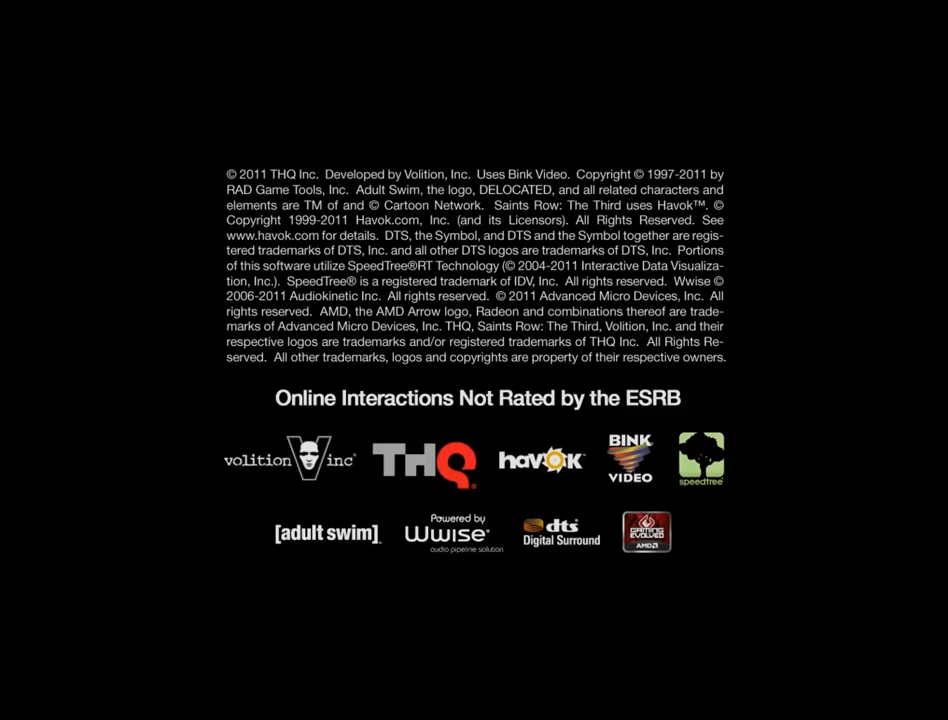 © 2011 THQ Inc. Developed by Volition, Inc. Uses Bink Video. Copyright © 1997-2011 by
RAD Game Tools, Inc. Adult Swim, the logo, DELOCATED, and all related characters and
elements are TM of and © Cartoon Network. Saints Row: The Third uses Havok™. ©
Copyright 1999-2011 Havok.com, Inc. (and its Licensors). All Rights Reserved. See
www.havok.com for details. DTS, the Symbol, and DTS and the Symbol together are regis-
tered trademarks of DTS, Inc. and all other DTS logos are trademarks of DTS, Inc. Portions
of this software utilize SpeedTree®RT Technology (© 2004-2011 Interactive Data Visualiza-
tion, Inc.). SpeedTree® is a registered trademark of IDV, Inc. All rights reserved. Wwise ©
2006-2011 Audiokinetic Inc. All rights reserved. © 2011 Advanced Micro Devices, Inc. All
rights reserved. AMD, the AMD Arrow logo, Radeon and combinations thereof are trade-
marks of Advanced Micro Devices, Inc. THQ, Saints Row: The Third, Volition, Inc. and their
respective logos are trademarks and/or registered trademarks of THQ Inc. All Rights Re-
served. All other trademarks, logos and copyrights are property of their respective owners.
Online Interactions Not Rated by the ESRB
volition V inc®
THQ®
havok™
BINK
VIDEO
speedtree®
[adult swim]™
Powered by
Wwise®
audio pipeline solution
dts®
Digital Surround
GAMING
EVOLVED
AMD